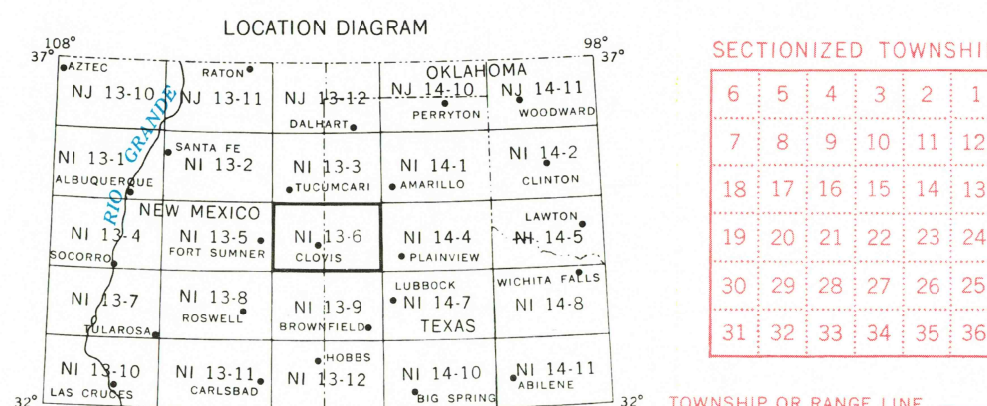 LOCATION DIAGRAM
108° 98°
37° 37°
AZTEC RATON OKLAHOMA
NJ 13-10 NJ 13-11 NJ 13-12 NJ 14-10 NJ 14-11
DALHART PERRYTON WOODWARD
RIO GRANDE
SANTA FE
NI 13-1 NI 13-2 NI 13-3 NI 14-1 NI 14-2
ALBUQUERQUE TUCUMCARI AMARILLO CLINTON
NEW MEXICO LAWTON
NI 13-4 NI 13-5 NI 13-6 NI 14-4 NI 14-5
SOCORRO FORT SUMNER CLOVIS PLAINVIEW
LUBBOCK WICHITA FALLS
NI 13-7 NI 13-8 NI 13-9 NI 14-7 NI 14-8
TULAROSA ROSWELL BROWNFIELD TEXAS
HOBBS
NI 13-10 NI 13-11 NI 13-12 NI 14-10 NI 14-11
LAS CRUCES CARLSBAD BIG SPRING ABILENE
32° 32°
SECTIONIZED TOWNSHI
6 5 4 3 2 1
7 8 9 10 11 12
18 17 16 15 14 13
19 20 21 22 23 24
30 29 28 27 26 25
31 32 33 34 35 36
TOWNSHIP OR RANGE LINE